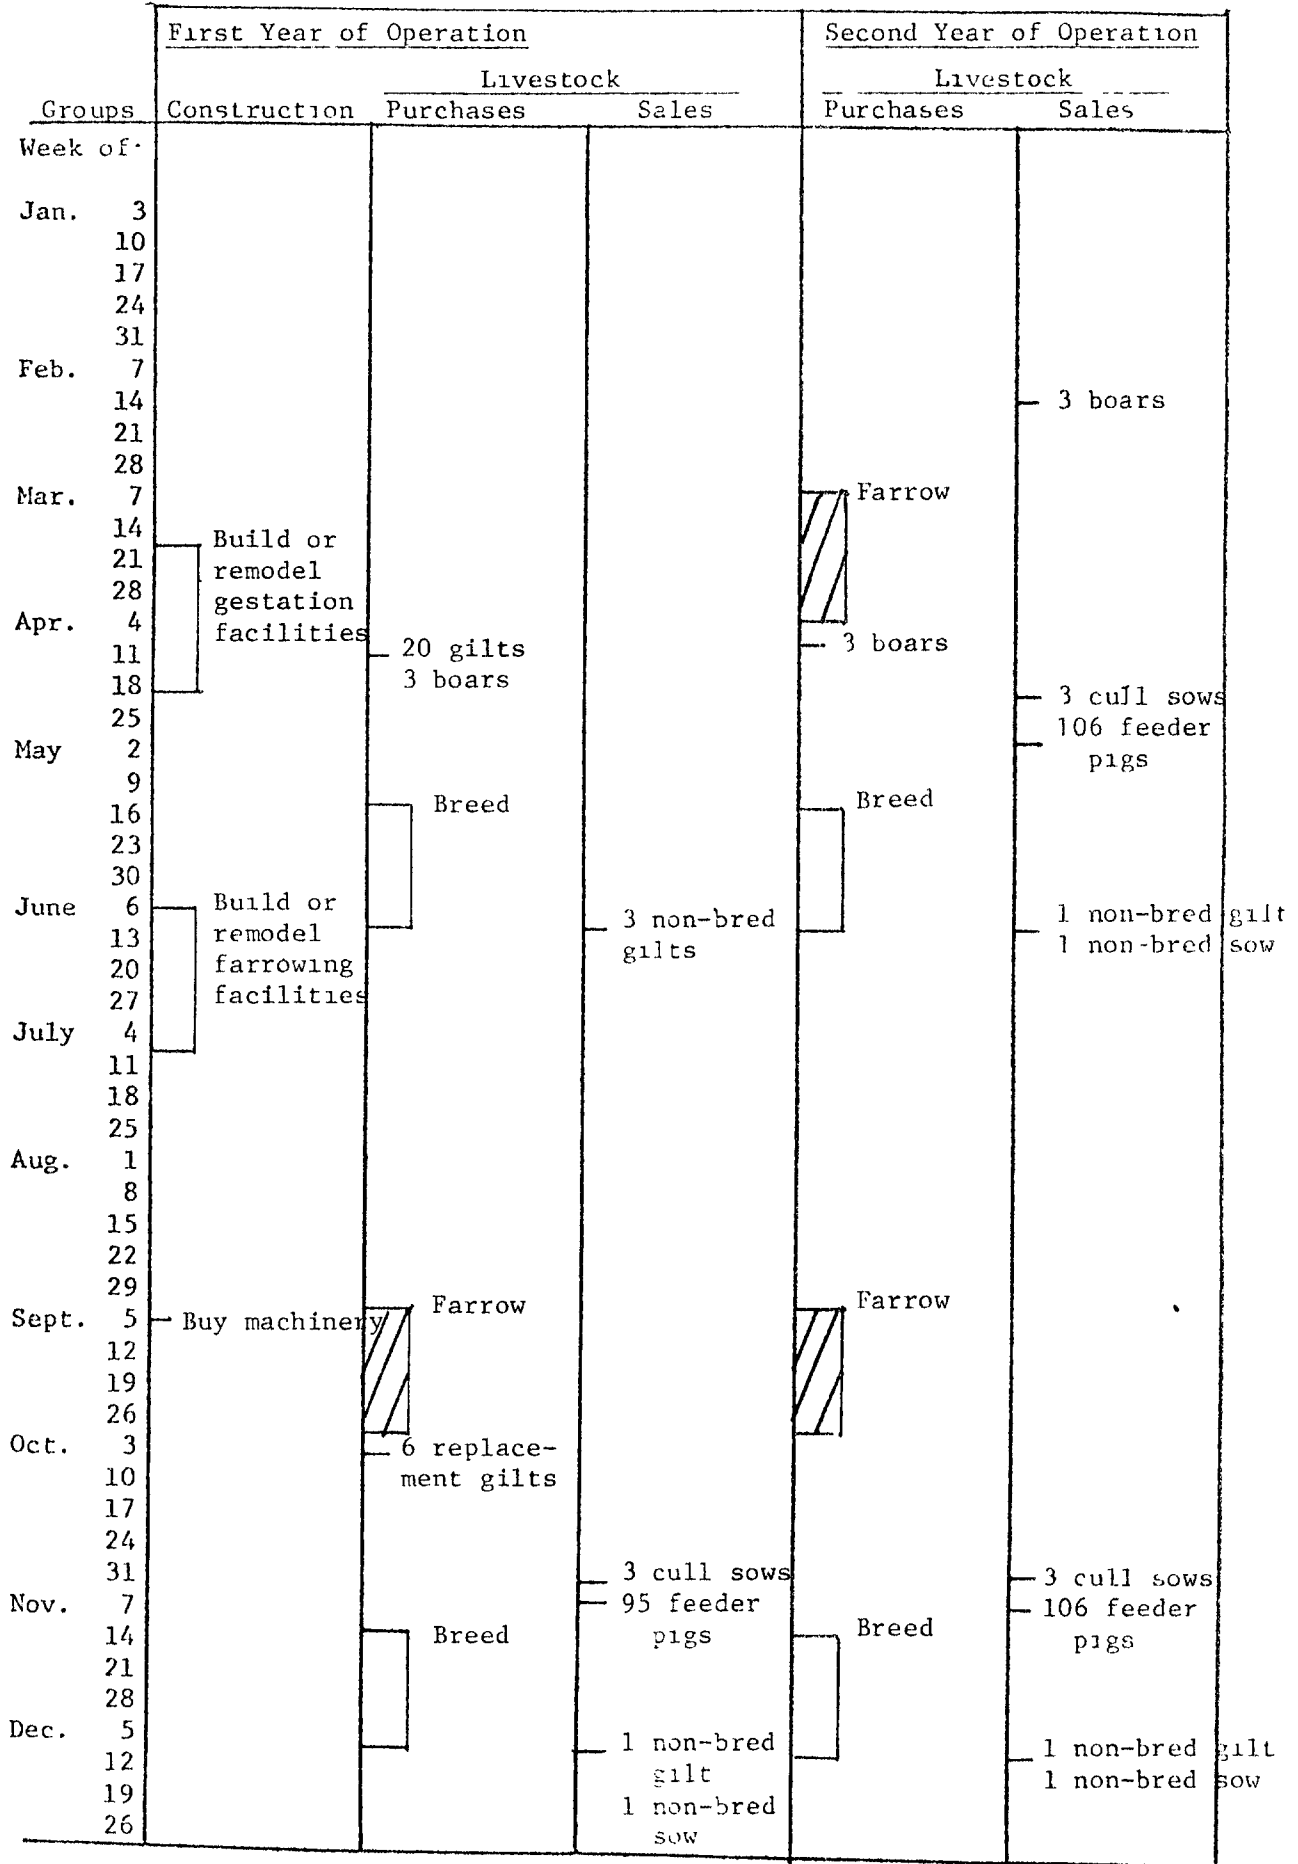 First Year of Operation Second Year of Operation
Livestock Livestock
Groups Construction Purchases Sales Purchases Sales
Week of:
Jan. 3
10
17
24
31
Feb. 7
14 3 boars
21
28
Mar. 7 Farrow
14 Build or
21 remodel
28 gestation
Apr. 4 facilities
11 20 gilts 3 boars
18 3 boars 3 cull sows
25 106 feeder
May 2 pigs
9
16 Breed Breed
23
30
June 6 Build or 3 non-bred 1 non-bred gilt
13 remodel gilts 1 non-bred sow
20 farrowing
27 facilities
July 4
11
18
25
Aug. 1
8
15
22
29
Farrow Farrow
Sept. 5 Buy machinery
12
19
26
Oct. 3 6 replace-
10 ment gilts
17
24
31 3 cull sows 3 cull sows
Nov. 7 95 feeder 106 feeder
14 Breed pigs Breed pigs
21
28
Dec. 5 1 non-bred 1 non-bred gilt
12 gilt 1 non-bred sow
19 1 non-bred
26 sow